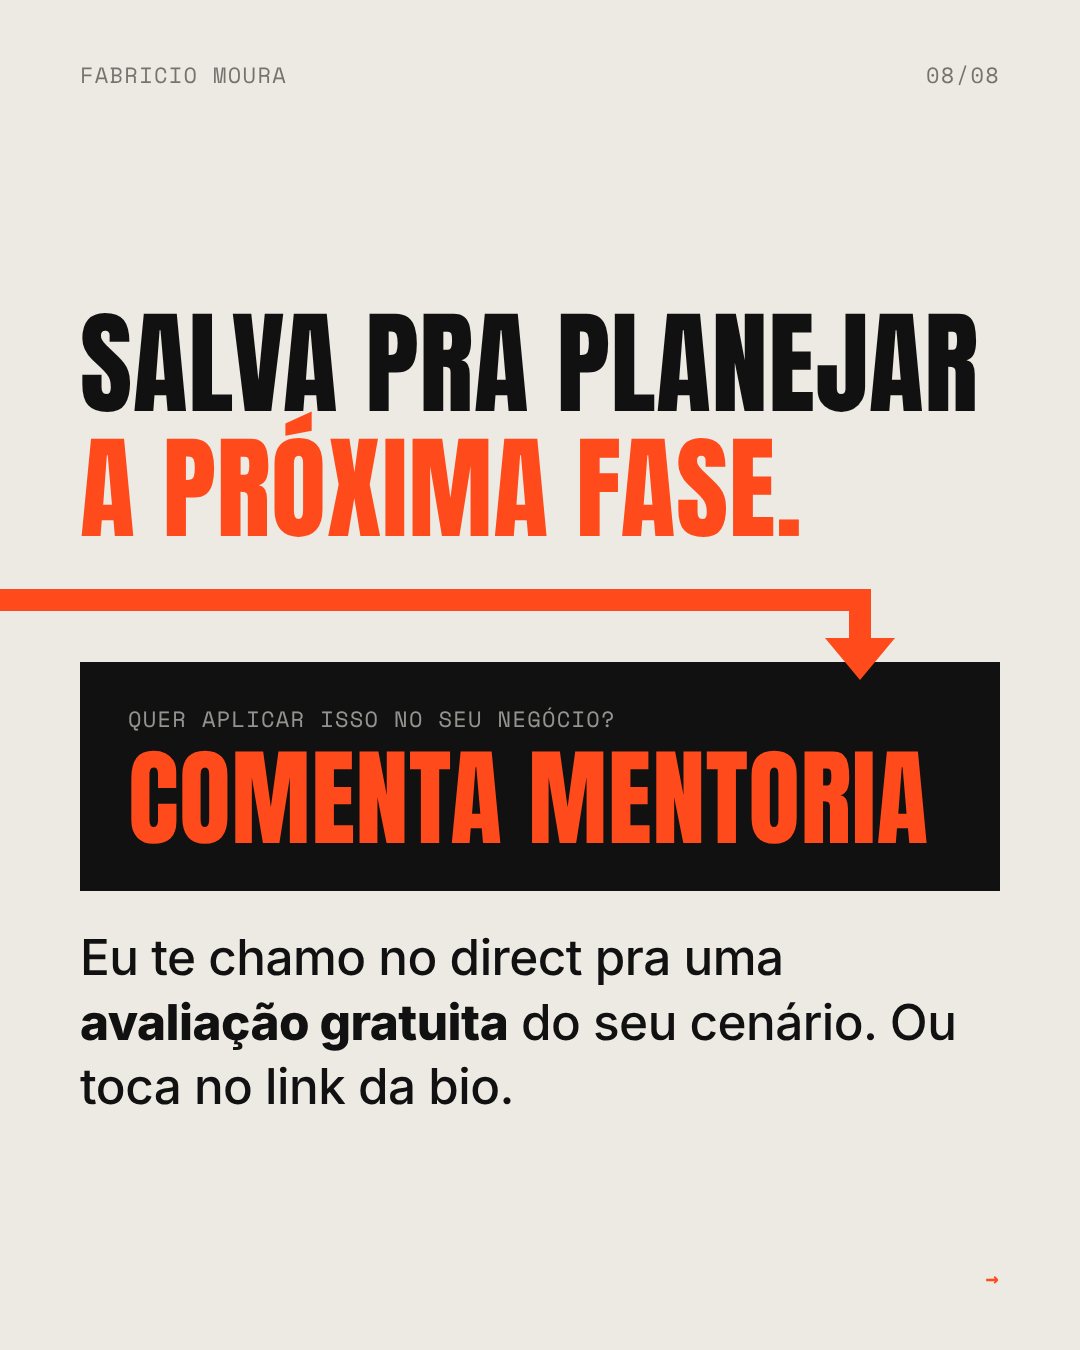 FABRICIO MOURA
08/08
SALVA PRA PLANEJAR
A PRÓXIMA FASE.
QUER APLICAR ISSO NO SEU NEGÓCIO?
COMENTA MENTORIA
Eu te chamo no direct pra uma
avaliação gratuita do seu cenário. Ou
toca no link da bio.
→